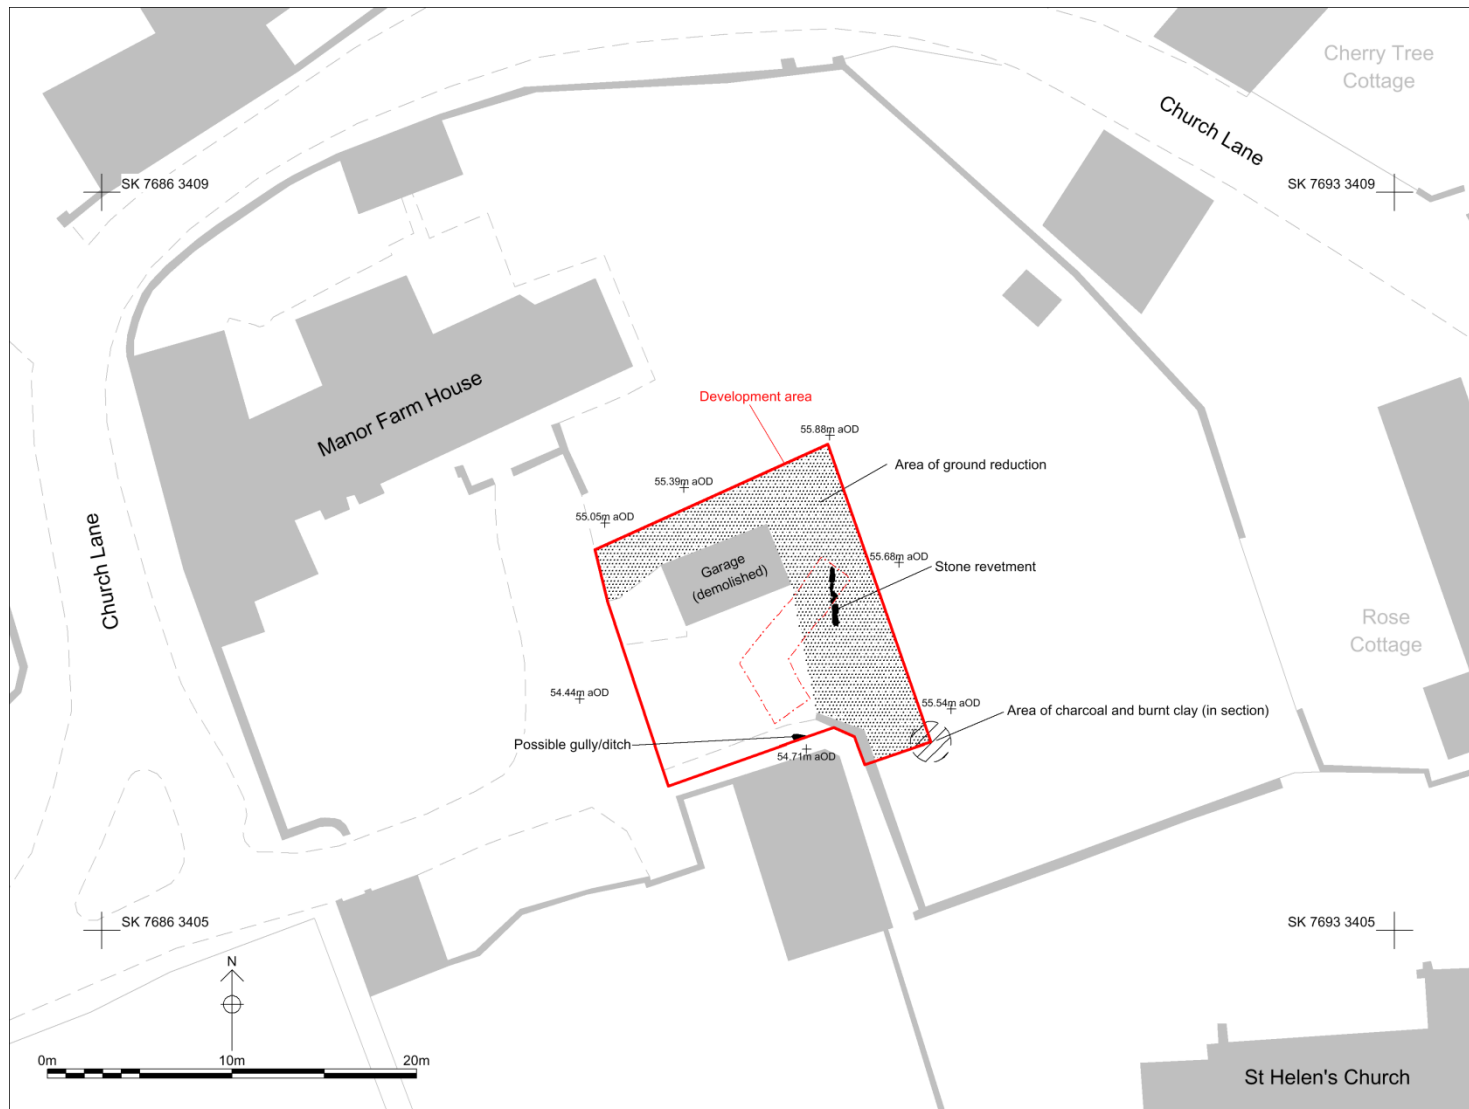 Cherry Tree
Cottage
Church Lane
SK 7686 3409
SK 7693 3409
Manor Farm House
Development area
55.88m aOD
Area of ground reduction
55.39m aOD
55.05m aOD
55.68m aOD
Stone revetment
Garage
(demolished)
Church Lane
Rose
Cottage
54.44m aOD
55.54m aOD
Area of charcoal and burnt clay (in section)
Possible gully/ditch
54.71m aOD
SK 7686 3405
SK 7693 3405
N
0m
10m
20m
St Helen's Church